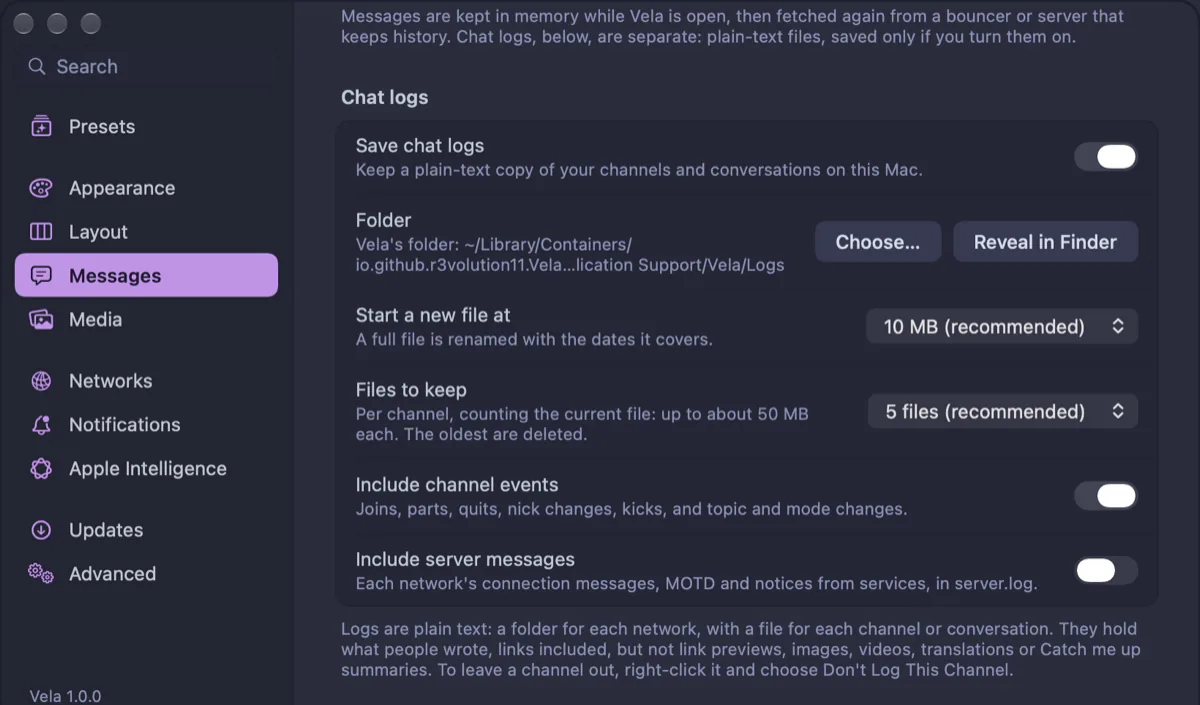 Search
Presets
Appearance
Layout
Messages
Media
Networks
Notifications
Apple Intelligence
Updates
Advanced
Vela 1.0.0
Messages are kept in memory while Vela is open, then fetched again from a bouncer or server that
keeps history. Chat logs, below, are separate: plain-text files, saved only if you turn them on.
Chat logs
Save chat logs
Keep a plain-text copy of your channels and conversations on this Mac.
Folder
Vela's folder: ~/Library/Containers/
io.github.r3volution11.Vela...lication Support/Vela/Logs
Choose...
Reveal in Finder
Start a new file at
A full file is renamed with the dates it covers.
10 MB (recommended)
Files to keep
Per channel, counting the current file: up to about 50 MB
each. The oldest are deleted.
5 files (recommended)
Include channel events
Joins, parts, quits, nick changes, kicks, and topic and mode changes.
Include server messages
Each network's connection messages, MOTD and notices from services, in server.log.
Logs are plain text: a folder for each network, with a file for each channel or conversation. They hold
what people wrote, links included, but not link previews, images, videos, translations or Catch me up
summaries. To leave a channel out, right-click it and choose Don't Log This Channel.